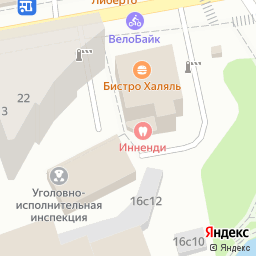 Либерто
ВелоБайк
Бистро Халяль
22
3
Инненди
Уголовно-
исполнительная
инспекция
16с12
16с10
Яндекс
© Яндекс